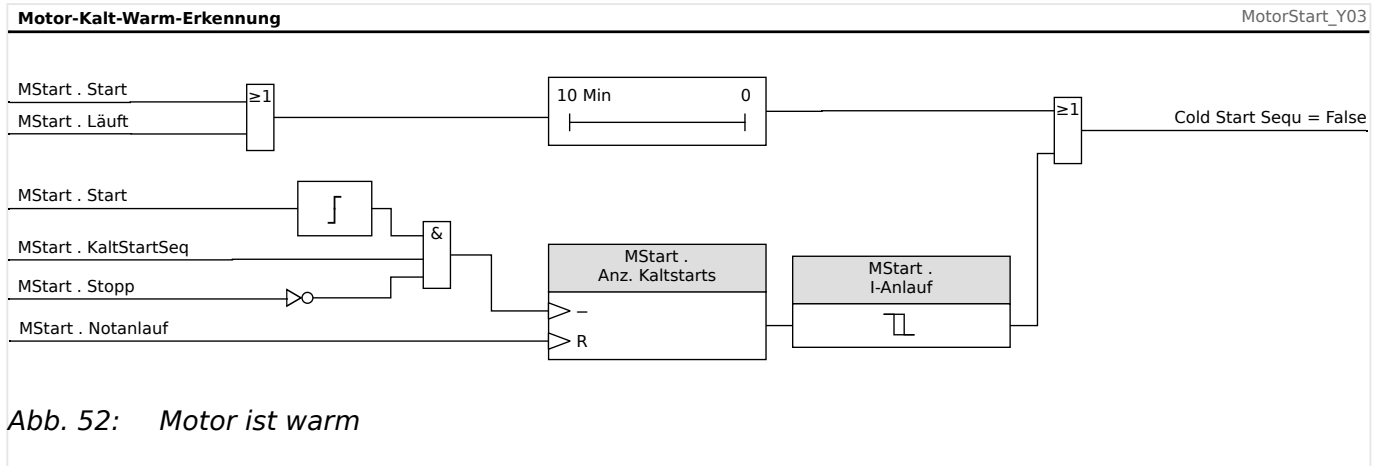 Motor-Kalt-Warm-Erkennung
MotorStart_Y03
MStart . Start
≥1
MStart . Läuft
10 Min 0
≥1
Cold Start Sequ = False
MStart . Start
&
MStart . KaltStartSeq
MStart . Stopp
MStart . Notanlauf
MStart .
Anz. Kaltstarts
−
R
MStart .
I-Anlauf
Abb. 52: Motor ist warm